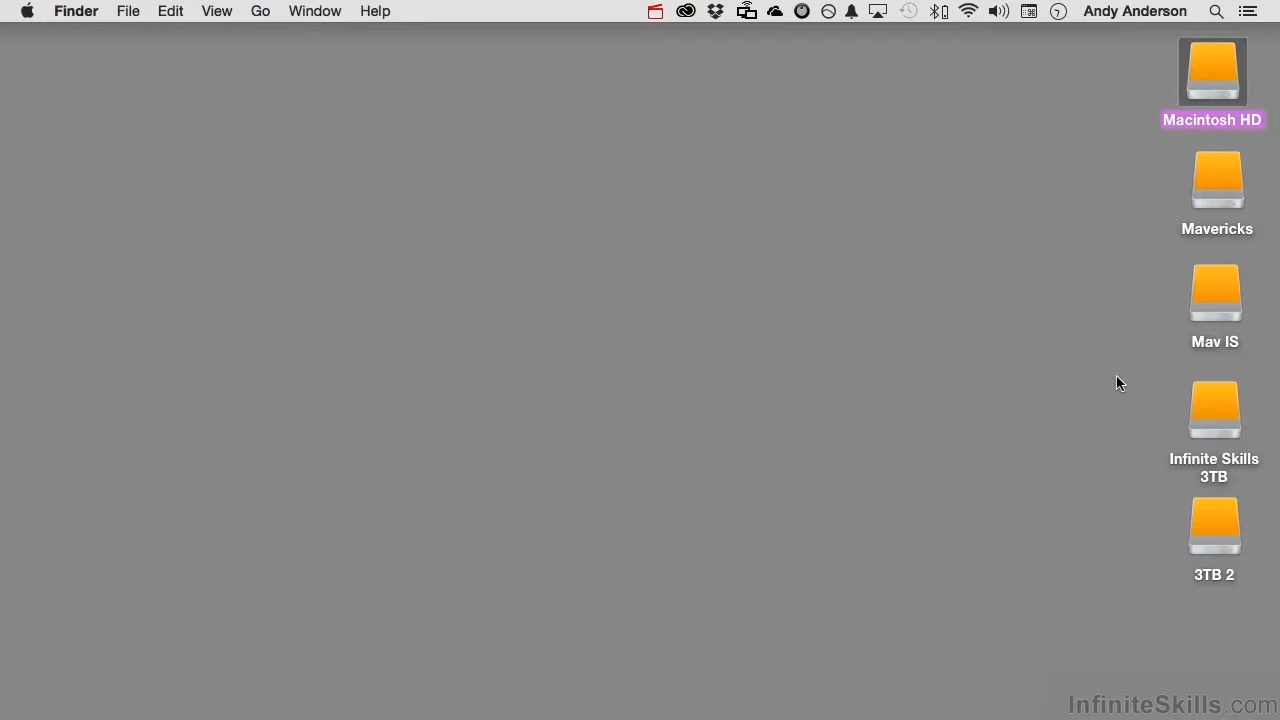 Finder File Edit View Go Window Help Andy Anderson
Macintosh HD
Mavericks
Mav IS
Infinite Skills
3TB
3TB 2
InfiniteSkills.com